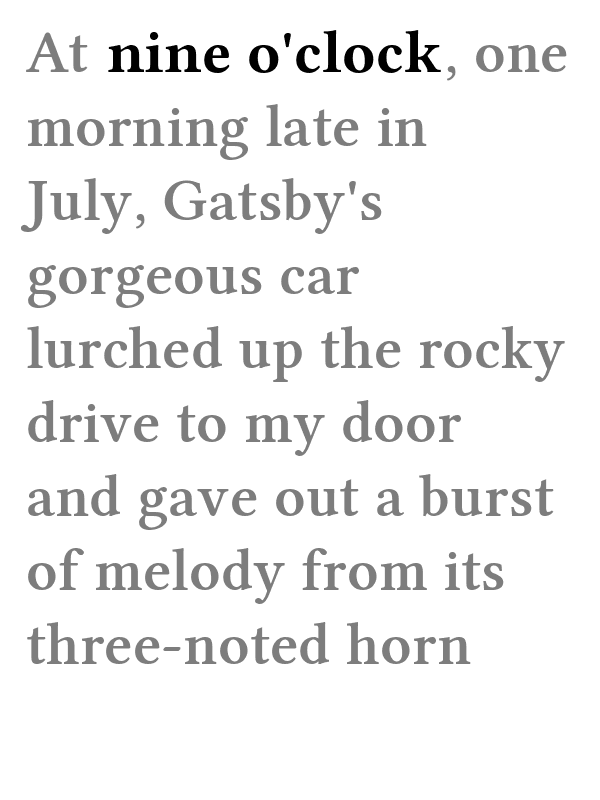 At nine o'clock, one
morning late in
July, Gatsby's
gorgeous car
lurched up the rocky
drive to my door
and gave out a burst
of melody from its
three-noted horn